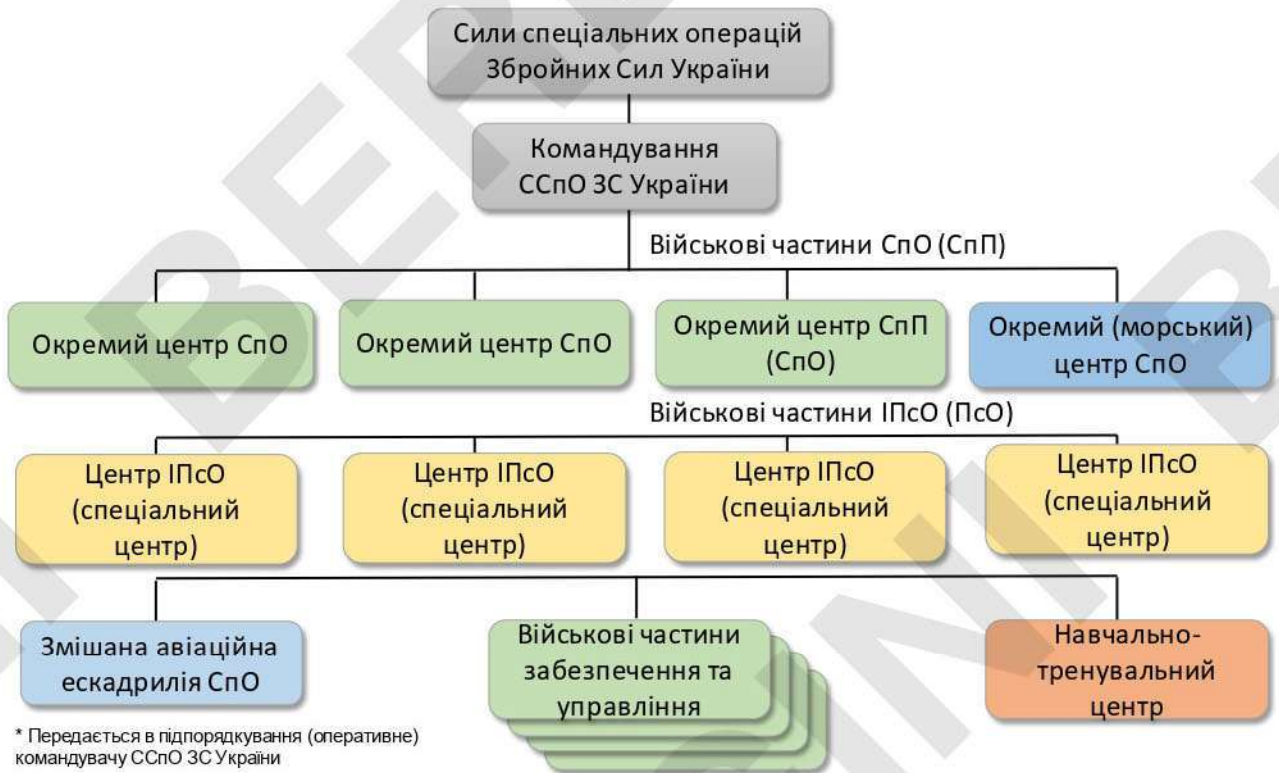 Сили спеціальних операцій
Збройних Сил України
Командування
ССпО ЗС України
Військові частини СпО (СпП)
Окремий центр СпО
Окремий центр СпО
Окремий центр СпП
(СпО)
Окремий (морський)
центр СпО
Військові частини ІПсО (ПсО)
Центр ІПсО
(спеціальний
центр)
Центр ІПсО
(спеціальний
центр)
Центр ІПсО
(спеціальний
центр)
Центр ІПсО
(спеціальний
центр)
Змішана авіаційна
ескадрилія СпО
Військові частини
забезпечення та
управління
Навчально-
тренувальний
центр
* Передається в підпорядкування (оперативне)
командувачу ССпО ЗС України